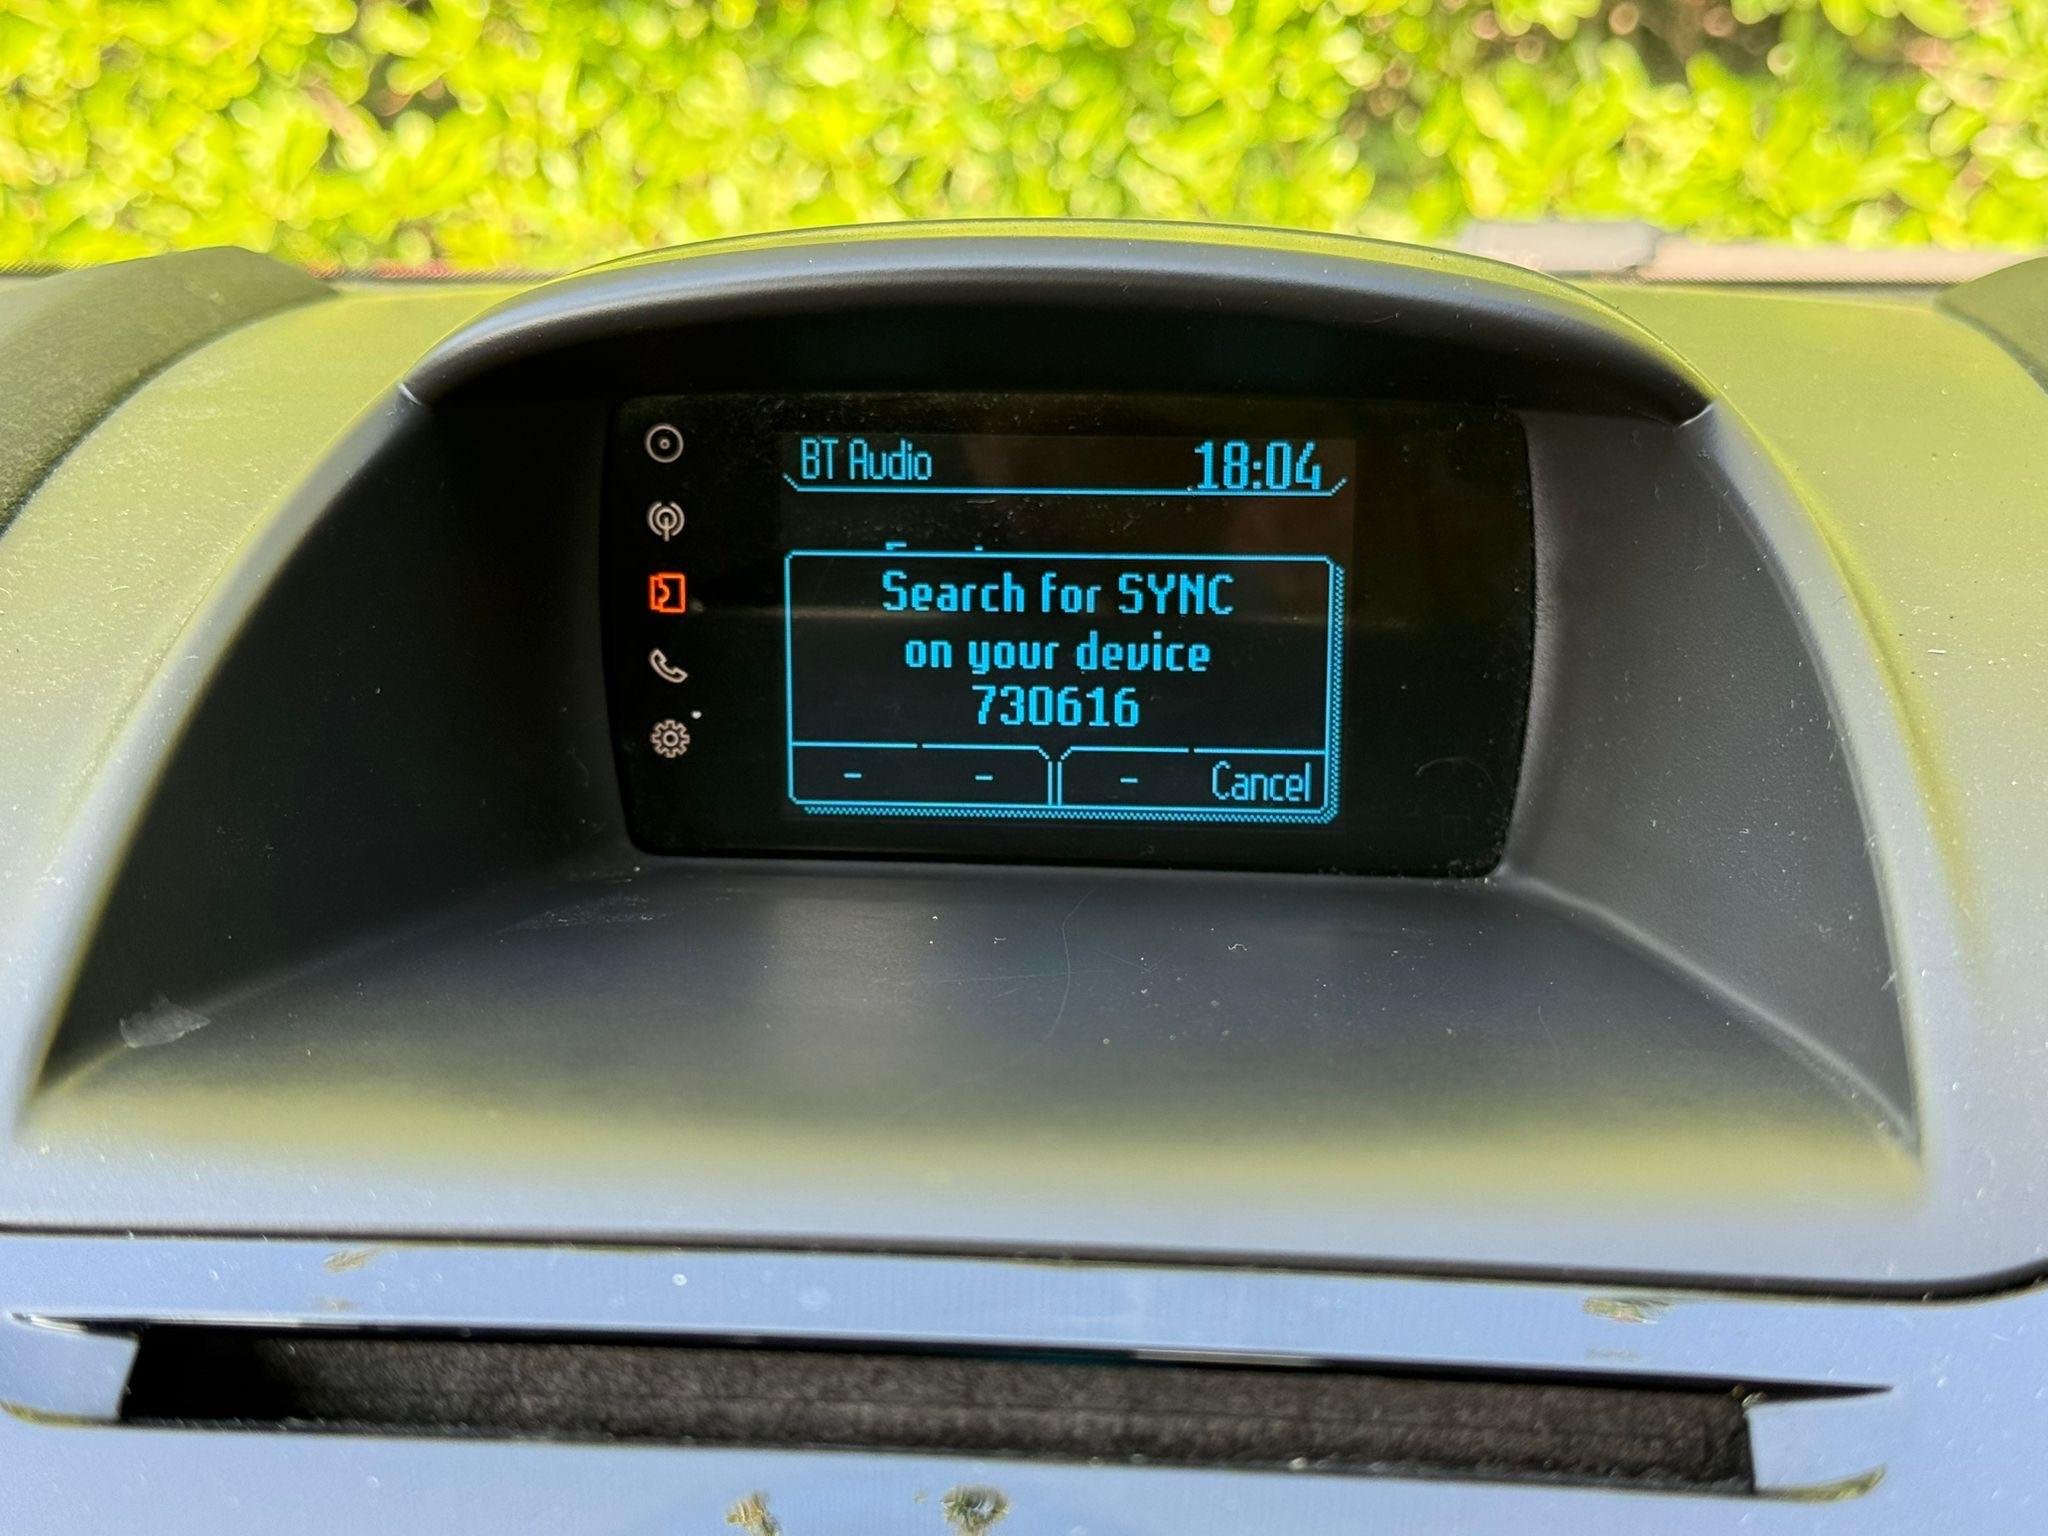 BT Audio 18:04
Search for SYNC
on your device
730616
- - - Cancel